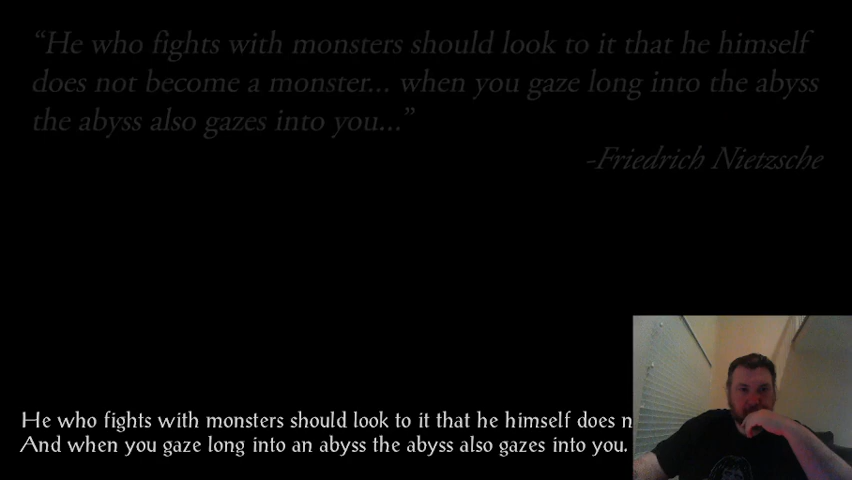 “He who fights with monsters should look to it that he himself
does not become a monster... when you gaze long into the abyss
the abyss also gazes into you...”
-Friedrich Nietzsche
He who fights with monsters should look to it that he himself does n
And when you gaze long into an abyss the abyss also gazes into you.